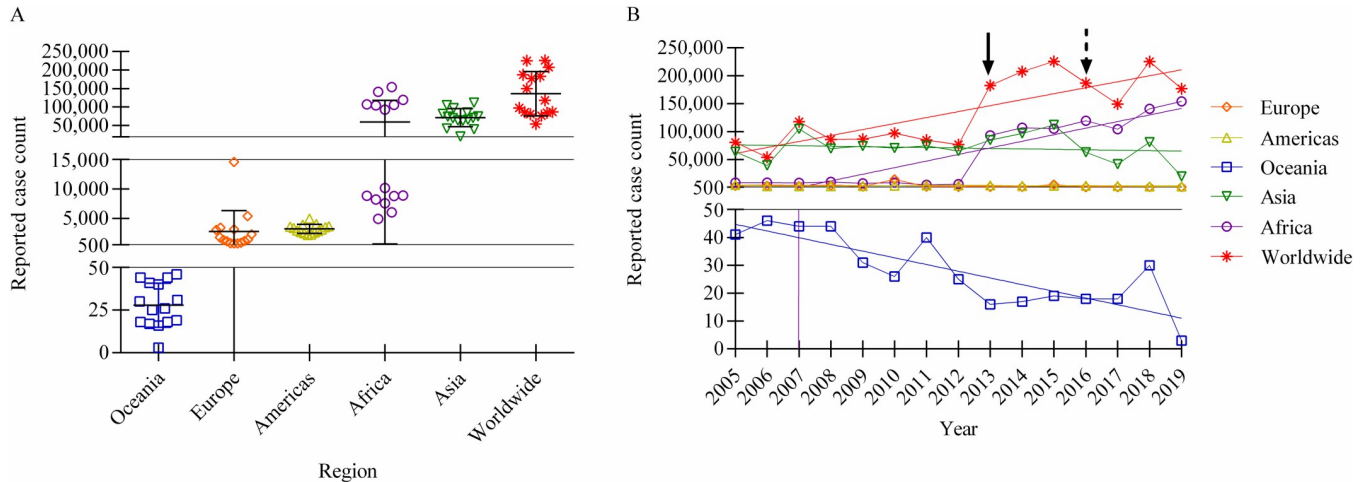 A
Reported case count
250,000
200,000
150,000
100,000
50,000
15,000
10,000
5,000
500
50
25
0
Oceania
Europe
Americas
Africa
Asia
Worldwide
Region
B
Reported case count
250,000
200,000
150,000
100,000
50,000
500
50
40
30
20
10
0
2005
2006
2007
2008
2009
2010
2011
2012
2013
2014
2015
2016
2017
2018
2019
Year
Europe
Americas
Oceania
Asia
Africa
Worldwide